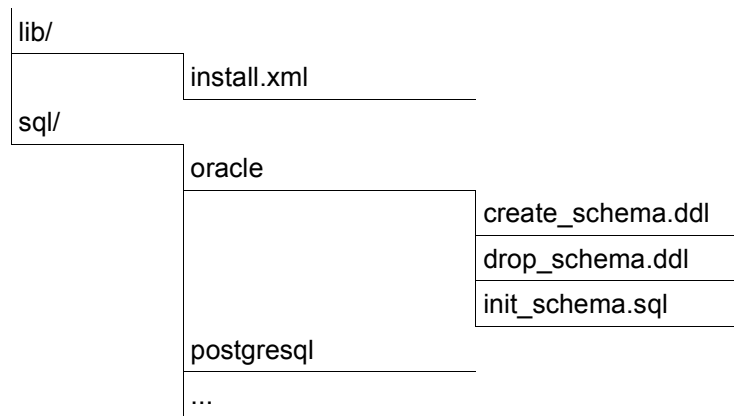 lib/
install.xml
sql/
oracle
create_schema.ddl
drop_schema.ddl
init_schema.sql
postgresql
...